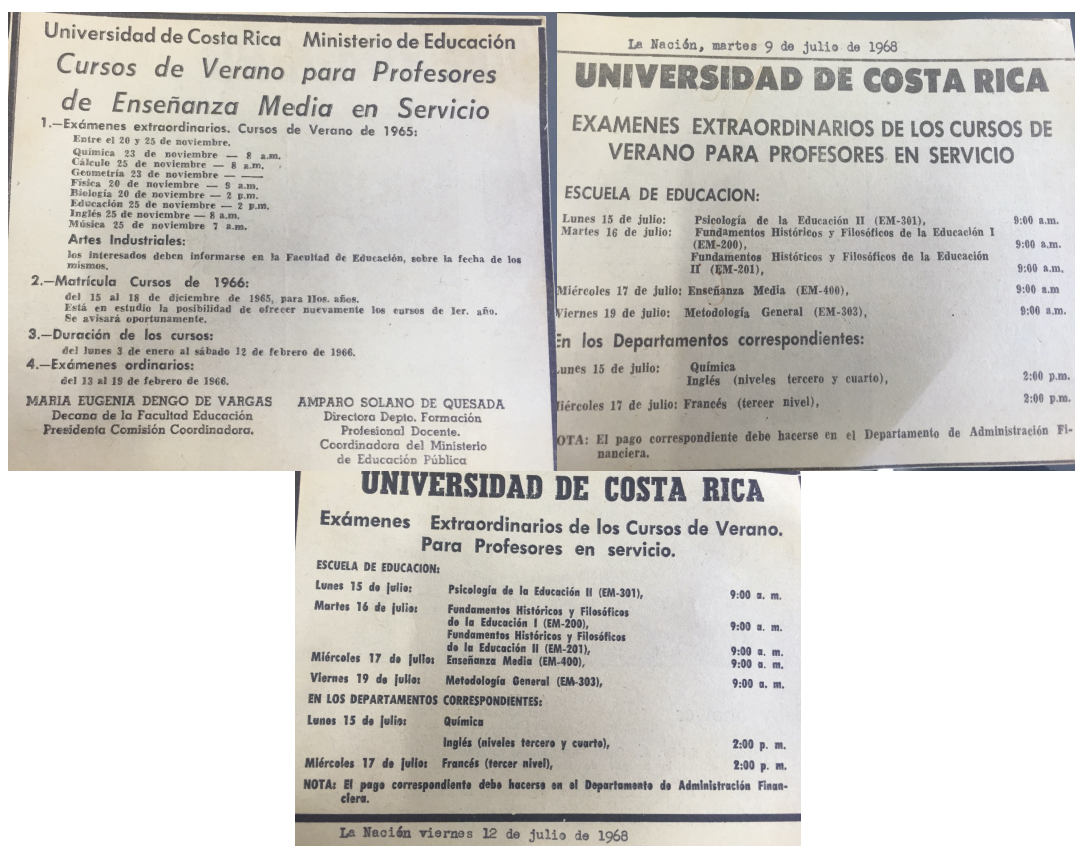 Universidad de Costa Rica Ministerio de Educación
Cursos de Verano para Profesores
de Enseñanza Media en Servicio
1.—Exámenes extraordinarios. Cursos de Verano de 1965:
Entre el 20 y 25 de noviembre.
Química 23 de noviembre — 8 a.m.
Cálculo 25 de noviembre — 8 a.m.
Geometría 23 de noviembre — ——
Física 20 de noviembre — 8 a.m.
Biología 20 de noviembre — 2 p.m.
Educación 25 de noviembre — 2 p.m.
Inglés 25 de noviembre — 8 a.m.
Música 25 de noviembre 7 a.m.
Artes Industriales:
los interesados deben informarse en la Facultad de Educación, sobre la fecha de los
mismos.
2.—Matrícula Cursos de 1966:
del 15 al 18 de diciembre de 1965, para IIos. años.
Está en estudio la posibilidad de ofrecer nuevamente los cursos de 1er. año.
Se avisará oportunamente.
3.—Duración de los cursos:
del lunes 3 de enero al sábado 12 de febrero de 1966.
4.—Exámenes ordinarios:
del 13 al 19 de febrero de 1966.
MARIA EUGENIA DENGO DE VARGAS
Decana de la Facultad Educación
Presidenta Comisión Coordinadora.
AMPARO SOLANO DE QUESADA
Directora Depto. Formación
Profesional Docente.
Coordinadora del Ministerio
de Educación Pública
La Nación, martes 9 de julio de 1968
UNIVERSIDAD DE COSTA RICA
EXAMENES EXTRAORDINARIOS DE LOS CURSOS DE
VERANO PARA PROFESORES EN SERVICIO
ESCUELA DE EDUCACION:
Lunes 15 de julio: Psicología de la Educación II (EM-301), 9:00 a.m.
Martes 16 de julio: Fundamentos Históricos y Filosóficos de la Educación I
(EM-200), 9:00 a.m.
Fundamentos Históricos y Filosóficos de la Educación
II (EM-201), 9:00 a.m.
Miércoles 17 de julio: Enseñanza Media (EM-400), 9:00 a.m
Viernes 19 de julio: Metodología General (EM-303), 9:00 a.m.
En los Departamentos correspondientes:
unes 15 de julio: Química
Inglés (niveles tercero y cuarto), 2:00 p.m.
iércoles 17 de julio: Francés (tercer nivel), 2:00 p.m.
OTA: El pago correspondiente debe hacerse en el Departamento de Administración Fi-
nanciera.
UNIVERSIDAD DE COSTA RICA
Exámenes Extraordinarios de los Cursos de Verano.
Para Profesores en servicio.
ESCUELA DE EDUCACION:
Lunes 15 de julio: Psicología de la Educación II (EM-301), 9:00 a. m.
Martes 16 de julio: Fundamentos Históricos y Filosóficos
de la Educación I (EM-200), 9:00 a. m.
Fundamentos Históricos y Filosóficos
de la Educación II (EM-201), 9:00 a. m.
Miércoles 17 de julio: Enseñanza Media (EM-400), 9:00 a. m.
Viernes 19 de julio: Metodología General (EM-303), 9:00 a. m.
EN LOS DEPARTAMENTOS CORRESPONDIENTES:
Lunes 15 de julio: Química
Inglés (niveles tercero y cuarto), 2:00 p. m.
Miércoles 17 de julio: Francés (tercer nivel), 2:00 p. m.
NOTA: El pago correspondiente debe hacerse en el Departamento de Administración Finan-
ciera.
La Nación viernes 12 de julio de 1968